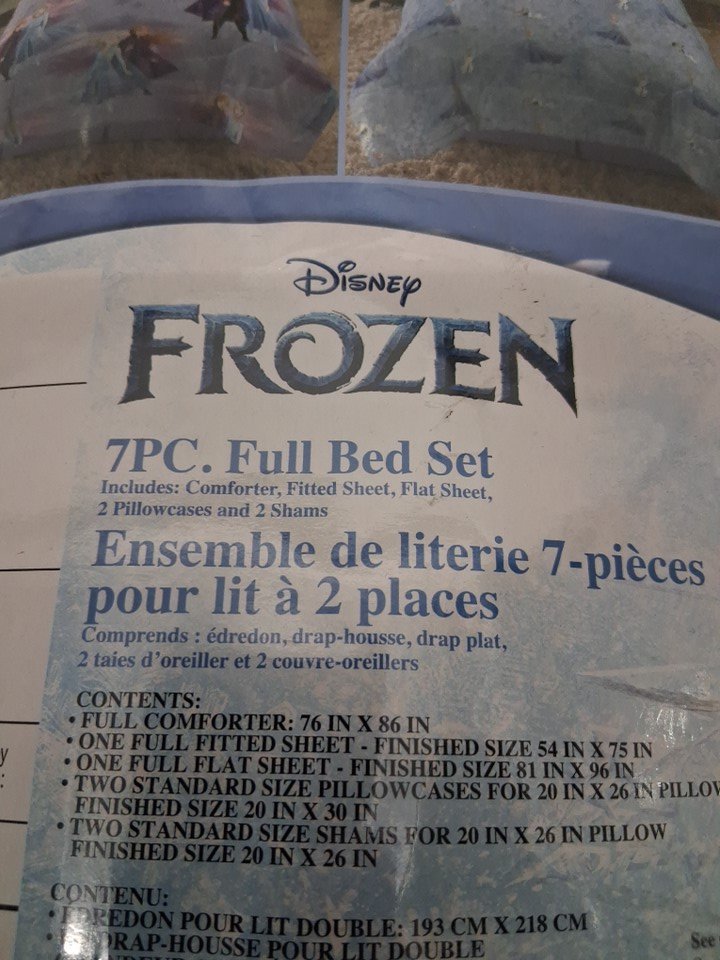 Disney
FROZEN
7PC. Full Bed Set
Includes: Comforter, Fitted Sheet, Flat Sheet,
2 Pillowcases and 2 Shams
Ensemble de literie 7-pièces
pour lit à 2 places
Comprends : édredon, drap-housse, drap plat,
2 taies d'oreiller et 2 couvre-oreillers
CONTENTS:
• FULL COMFORTER: 76 IN X 86 IN
• ONE FULL FITTED SHEET - FINISHED SIZE 54 IN X 75 IN
• ONE FULL FLAT SHEET - FINISHED SIZE 81 IN X 96 IN
• TWO STANDARD SIZE PILLOWCASES FOR 20 IN X 26 IN PILLOW
FINISHED SIZE 20 IN X 30 IN
• TWO STANDARD SIZE SHAMS FOR 20 IN X 26 IN PILLOW
FINISHED SIZE 20 IN X 26 IN
CONTENU:
• ÉDREDON POUR LIT DOUBLE: 193 CM X 218 CM
DRAP-HOUSSE POUR LIT DOUBLE
See